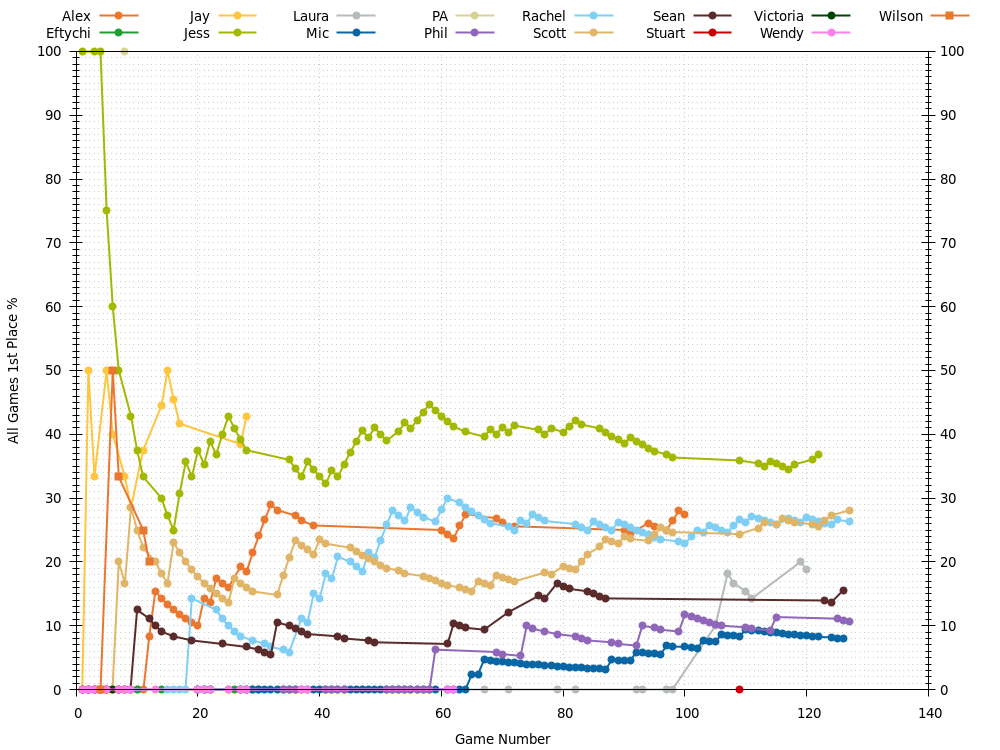 Alex Jay Laura PA Rachel Sean Victoria Wilson
Eftychi Jess Mic Phil Scott Stuart Wendy
100 100
90 90
80 80
70 70
60 60
50 50
40 40
30 30
20 20
10 10
0 0
0 20 40 60 80 100 120 140
All Games 1st Place %
Game Number